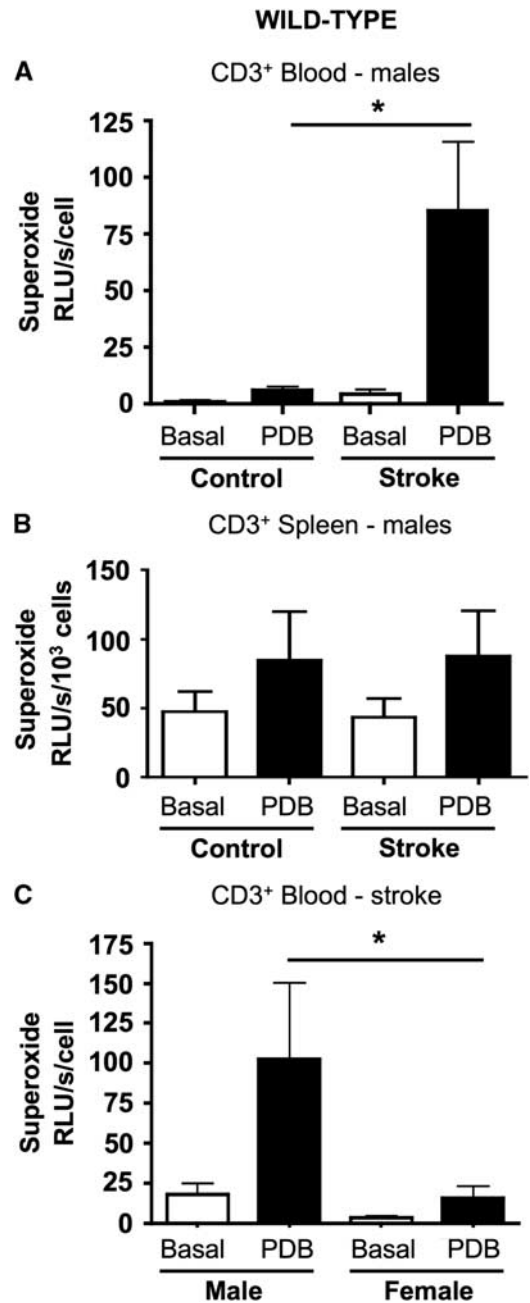 WILD-TYPE
A
CD3⁺ Blood - males
Superoxide
RLU/s/cell
125
100
75
50
25
0
*
Basal PDB Basal PDB
Control Stroke
B
CD3⁺ Spleen - males
Superoxide
RLU/s/10³ cells
150
100
50
0
Basal PDB Basal PDB
Control Stroke
C
CD3⁺ Blood - stroke
Superoxide
RLU/s/cell
175
150
125
100
75
50
25
0
*
Basal PDB Basal PDB
Male Female